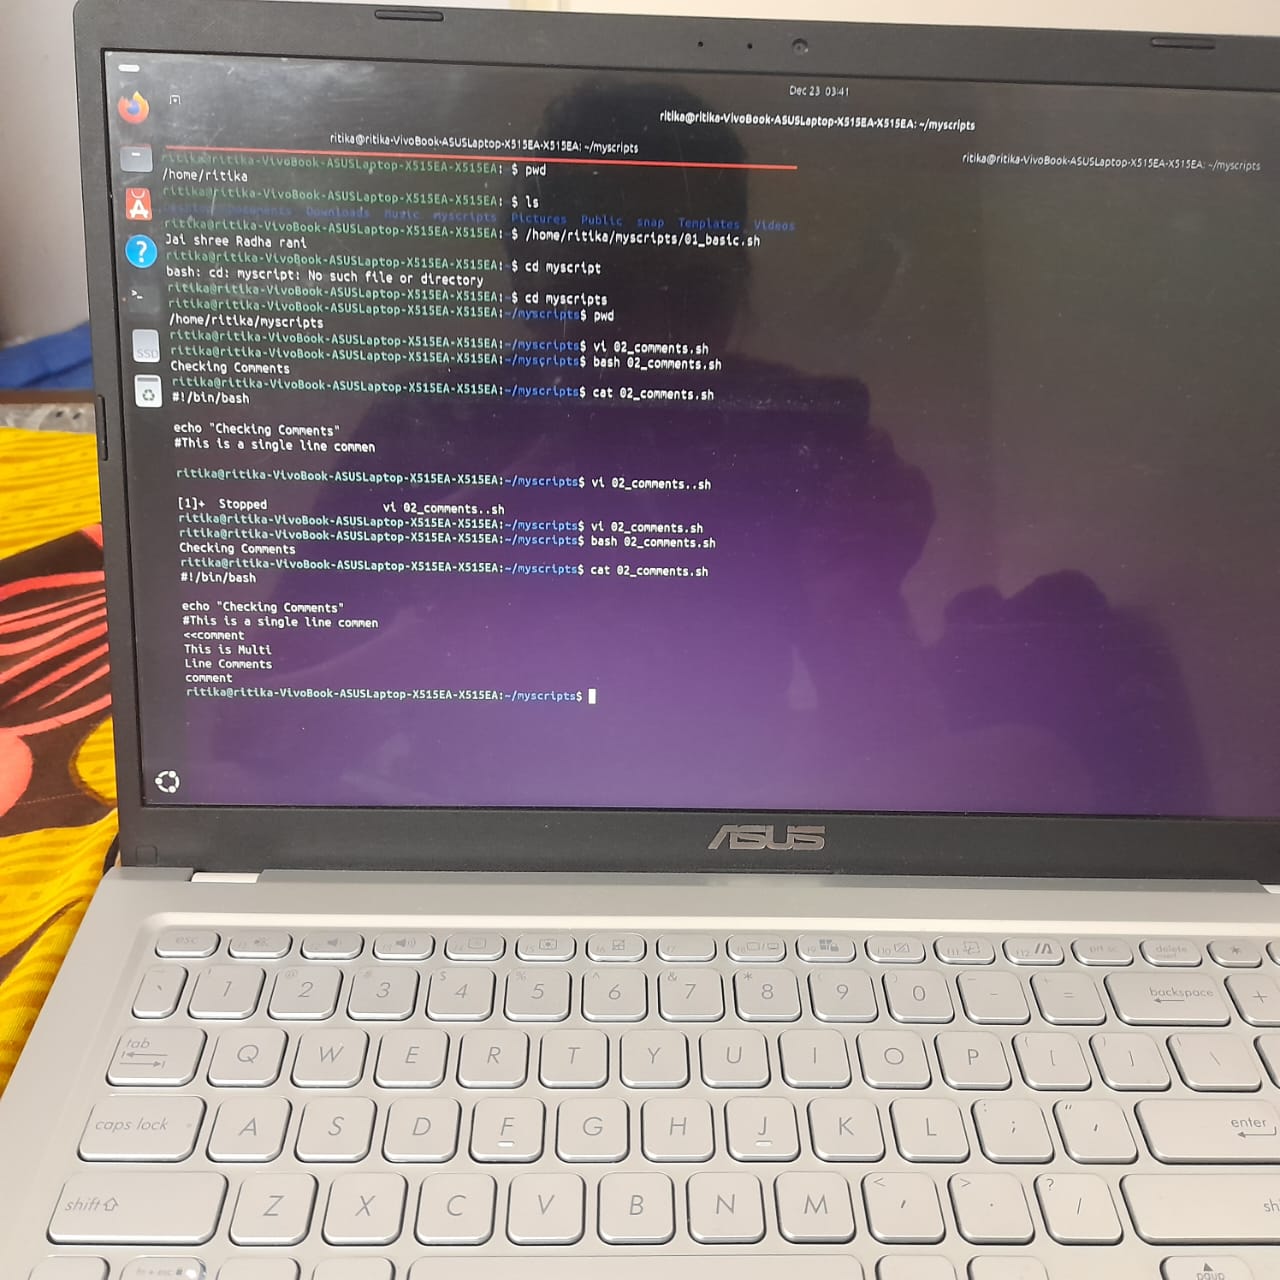 Dec 23 03:41
ritika@ritika-VivoBook-ASUSLaptop-X515EA-X515EA: ~/myscripts
ritika@ritika-VivoBook-ASUSLaptop-X515EA-X515EA: ~/myscripts
ritika@ritika-VivoBook-ASUSLaptop-X515EA-X515EA: ~/myscripts
ritika@ritika-VivoBook-ASUSLaptop-X515EA-X515EA: $ pwd
/home/ritika
ritika@ritika-VivoBook-ASUSLaptop-X515EA-X515EA: $ ls
Desktop Documents Downloads Music myscripts Pictures Public snap Templates Videos
ritika@ritika-VivoBook-ASUSLaptop-X515EA-X515EA: $ /home/ritika/myscripts/01_basic.sh
Jai shree Radha rani
ritika@ritika-VivoBook-ASUSLaptop-X515EA-X515EA: $ cd myscript
bash: cd: myscript: No such file or directory
ritika@ritika-VivoBook-ASUSLaptop-X515EA-X515EA: $ cd myscripts
ritika@ritika-VivoBook-ASUSLaptop-X515EA-X515EA:~/myscripts$ pwd
/home/ritika/myscripts
ritika@ritika-VivoBook-ASUSLaptop-X515EA-X515EA:~/myscripts$ vi 02_comments.sh
ritika@ritika-VivoBook-ASUSLaptop-X515EA-X515EA:~/myscripts$ bash 02_comments.sh
Checking Comments
ritika@ritika-VivoBook-ASUSLaptop-X515EA-X515EA:~/myscripts$ cat 02_comments.sh
#!/bin/bash
echo "Checking Comments"
#This is a single line commen
ritika@ritika-VivoBook-ASUSLaptop-X515EA-X515EA:~/myscripts$ vi 02_comments..sh
[1]+ Stopped vi 02_comments..sh
ritika@ritika-VivoBook-ASUSLaptop-X515EA-X515EA:~/myscripts$ vi 02_comments.sh
ritika@ritika-VivoBook-ASUSLaptop-X515EA-X515EA:~/myscripts$ bash 02_comments.sh
Checking Comments
ritika@ritika-VivoBook-ASUSLaptop-X515EA-X515EA:~/myscripts$ cat 02_comments.sh
#!/bin/bash
echo "Checking Comments"
#This is a single line commen
<<comment
This is Multi
Line Comments
comment
ritika@ritika-VivoBook-ASUSLaptop-X515EA-X515EA:~/myscripts$
SSD
ASUS
esc f1 f2 f3 f4 f5 f6 f7 f8 f9 f10 f11 f12 prt sc delete
` 1 2 3 4 5 6 7 8 9 0 - = backspace +
tab Q W E R T Y U I O P [ ] \
caps lock A S D F G H J K L ; ' enter
shift Z X C V B N M , . / sh
fn + esc
pgup